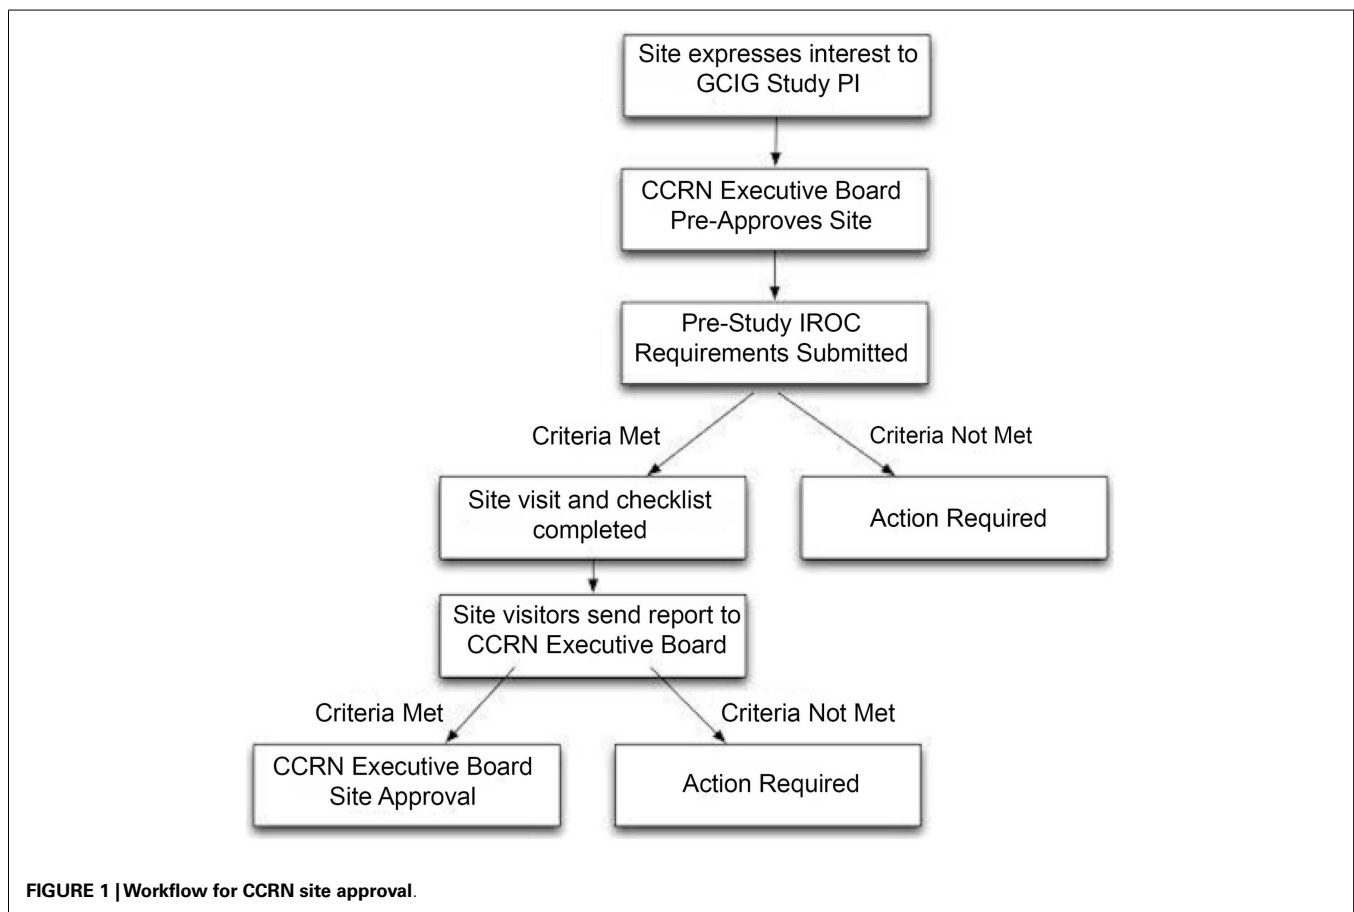 Site expresses interest to
GCIG Study PI
CCRN Executive Board
Pre-Approves Site
Pre-Study IROC
Requirements Submitted
Criteria Met
Criteria Not Met
Site visit and checklist
completed
Action Required
Site visitors send report to
CCRN Executive Board
Criteria Met
Criteria Not Met
CCRN Executive Board
Site Approval
Action Required
FIGURE 1 | Workflow for CCRN site approval.